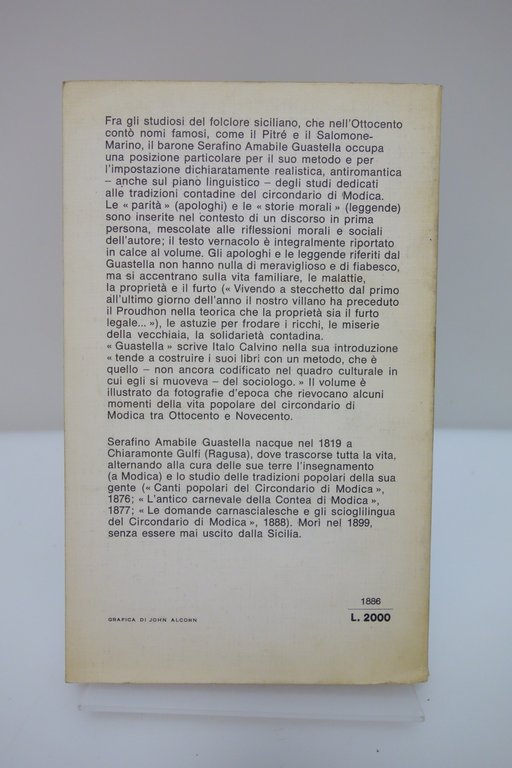 Fra gli studiosi del folclore siciliano, che nell'Ottocento
contò nomi famosi, come il Pitré e il Salomone-
Marino, il barone Serafino Amabile Guastella occupa
una posizione particolare per il suo metodo e per
l'impostazione dichiaratamente realistica, antiromantica
– anche sul piano linguistico – degli studi dedicati
alle tradizioni contadine del circondario di Modica.
Le « parità » (apologhi) e le « storie morali » (leggende)
sono inserite nel contesto di un discorso in prima
persona, mescolate alle riflessioni morali e sociali
dell'autore; il testo vernacolo è integralmente riportato
in calce al volume. Gli apologhi e le leggende riferiti dal
Guastella non hanno nulla di meraviglioso e di fiabesco,
ma si accentrano sulla vita familiare, le malattie,
la proprietà e il furto (« Vivendo a stecchetto dal primo
all'ultimo giorno dell'anno il nostro villano ha preceduto
il Proudhon nella teorica che la proprietà sia il furto
legale... »), le astuzie per frodare i ricchi, le miserie
della vecchiaia, la solidarietà contadina.
« Guastella » scrive Italo Calvino nella sua introduzione
« tende a costruire i suoi libri con un metodo, che è
quello – non ancora codificato nel quadro culturale in
cui egli si muoveva – del sociologo. » Il volume è
illustrato da fotografie d'epoca che rievocano alcuni
momenti della vita popolare del circondario di
Modica tra Ottocento e Novecento.
Serafino Amabile Guastella nacque nel 1819 a
Chiaramonte Gulfi (Ragusa), dove trascorse tutta la vita,
alternando alla cura delle sue terre l'insegnamento
(a Modica) e lo studio delle tradizioni popolari della sua
gente (« Canti popolari del Circondario di Modica »,
1876; « L'antico carnevale della Contea di Modica »,
1877; « Le domande carnascialesche e gli scioglilingua
del Circondario di Modica », 1888). Morì nel 1899,
senza essere mai uscito dalla Sicilia.
1886
GRAFICA DI JOHN ALCORN
L. 2000